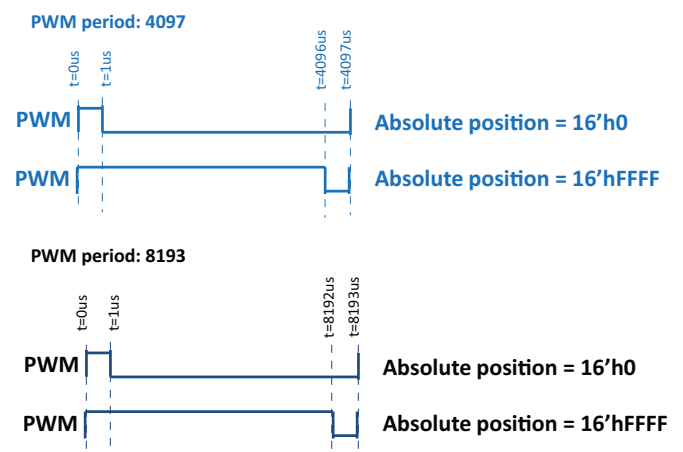 PWM period: 4097
t=0us
t=1us
t=4096us
t=4097us
PWM
Absolute position = 16’h0
PWM
Absolute position = 16’hFFFF
PWM period: 8193
t=0us
t=1us
t=8192us
t=8193us
PWM
Absolute position = 16’h0
PWM
Absolute position = 16’hFFFF